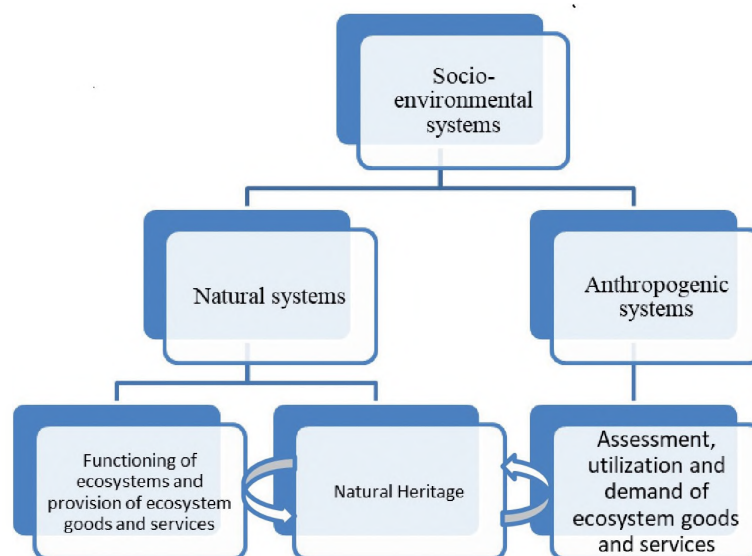 Socio-
environmental
systems
Natural systems
Anthropogenic
systems
Functioning of
ecosystems and
provision of ecosystem
goods and services
Natural Heritage
Assessment,
utilization and
demand of
ecosystem goods
and services